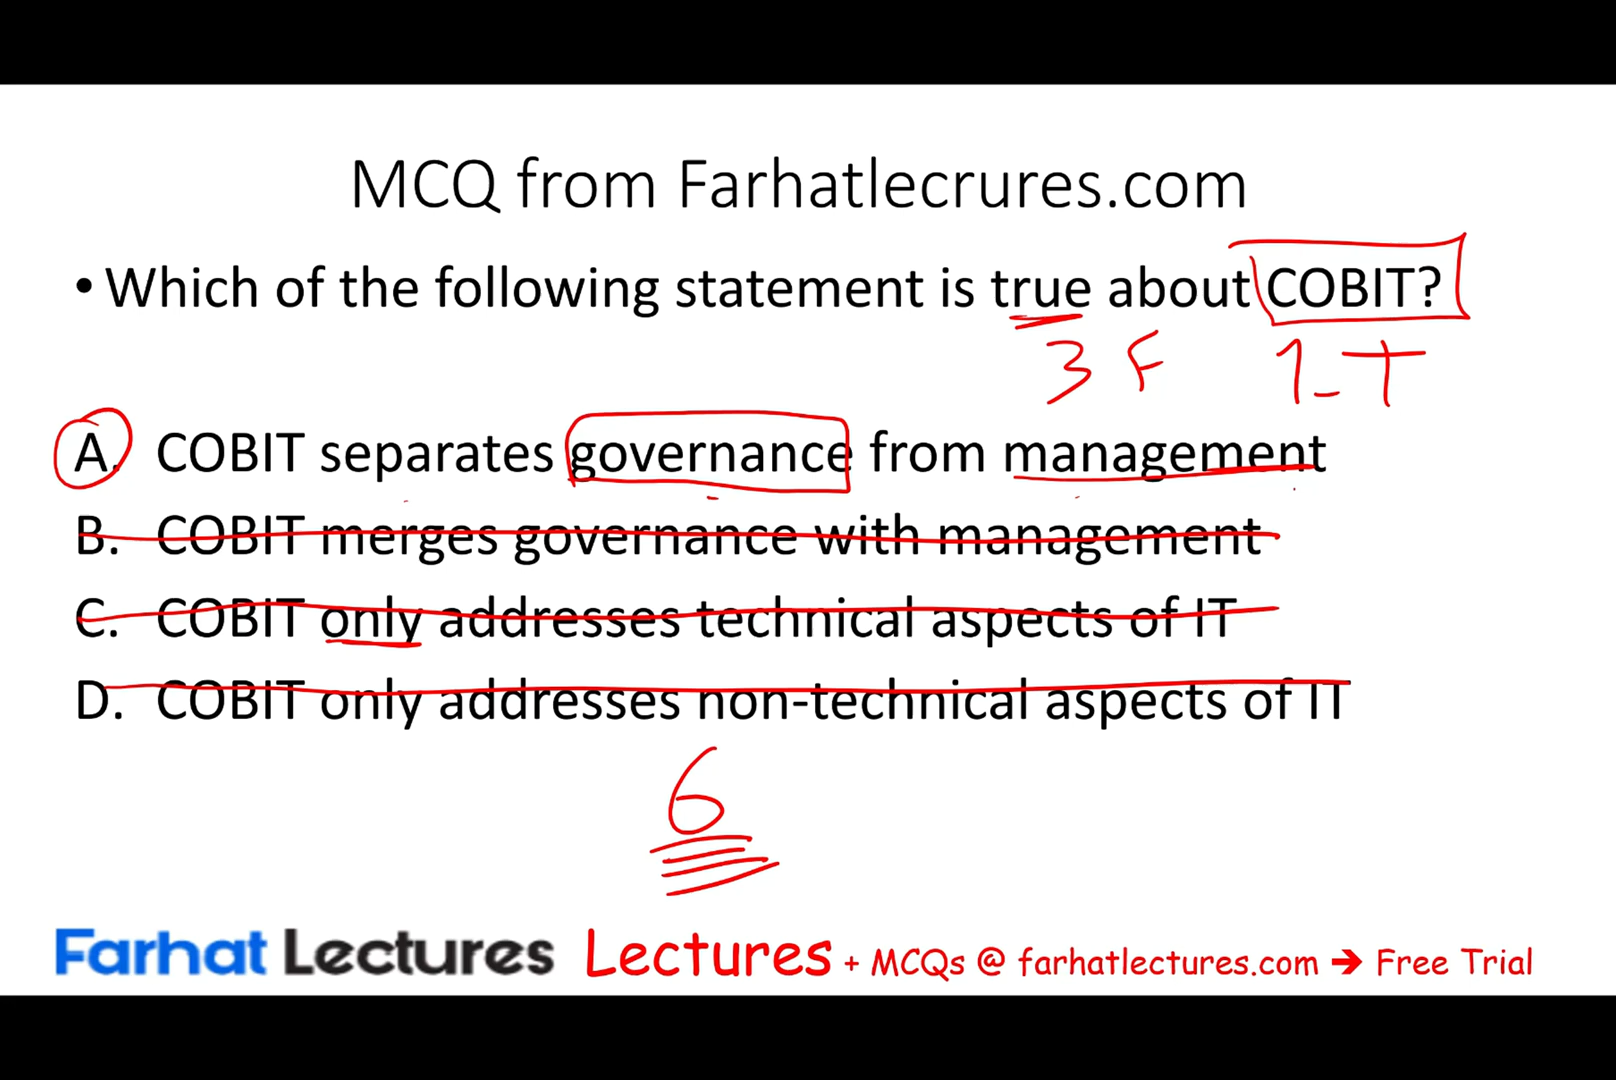 MCQ from Farhatlecrures.com
• Which of the following statement is true about COBIT?
3 F 1-T
A. COBIT separates governance from management
B. COBIT merges governance with management
C. COBIT only addresses technical aspects of IT
D. COBIT only addresses non-technical aspects of IT
6
Farhat Lectures Lectures + MCQs @ farhatlectures.com → Free Trial